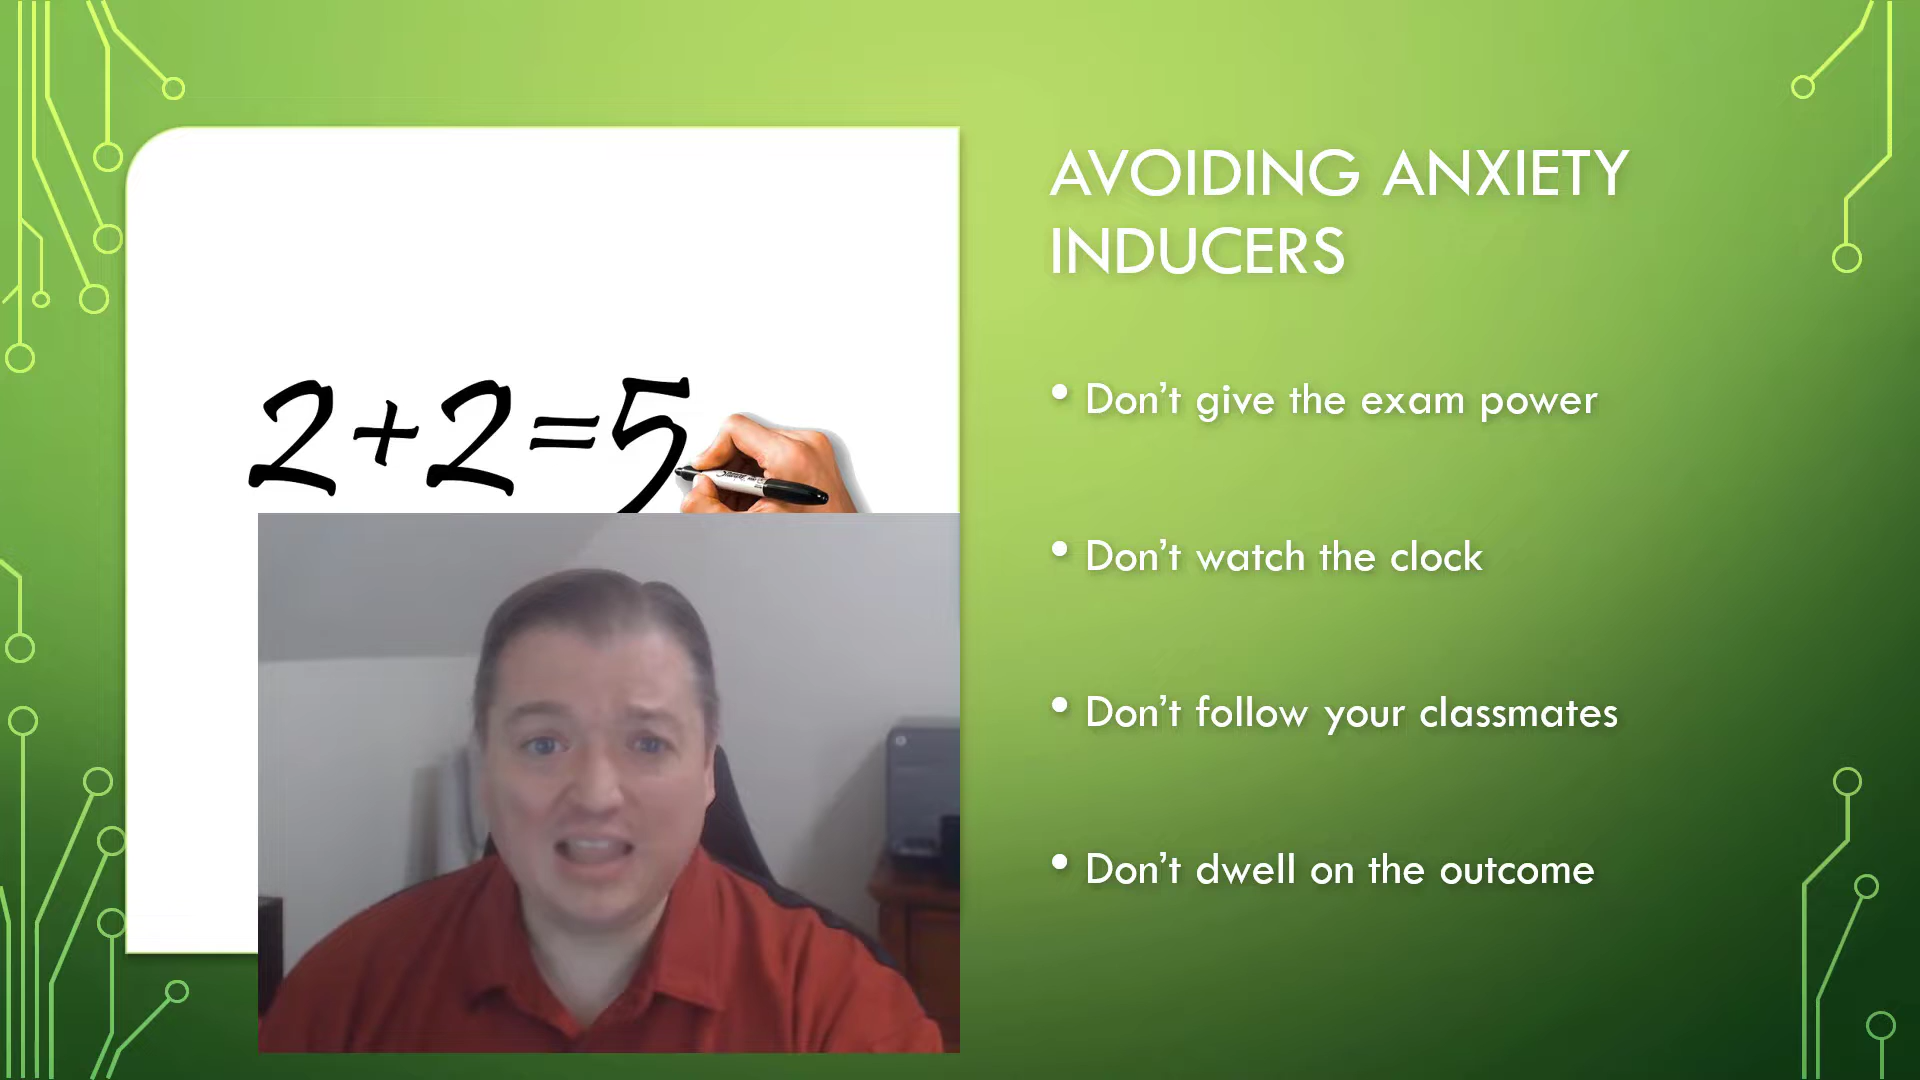 2+2=5
AVOIDING ANXIETY
INDUCERS
• Don’t give the exam power
• Don’t watch the clock
• Don’t follow your classmates
• Don’t dwell on the outcome